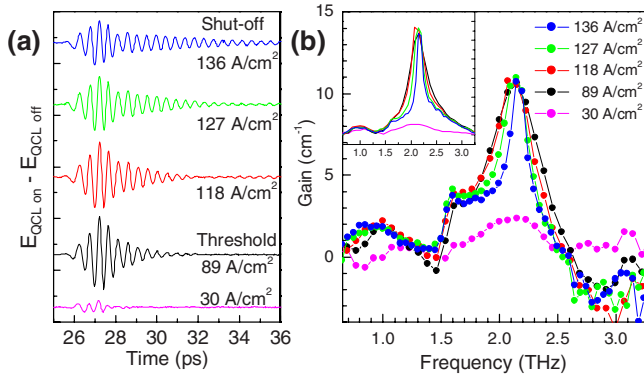 (a)
Shut-off
136 A/cm²
127 A/cm²
118 A/cm²
Threshold
89 A/cm²
30 A/cm²
E_QCL on - E_QCL off
26 28 30 32 34 36
Time (ps)
(b)
136 A/cm²
127 A/cm²
118 A/cm²
89 A/cm²
30 A/cm²
15
10
5
0
Gain (cm⁻¹)
1.0 1.5 2.0 2.5 3.0
1.0 1.5 2.0 2.5 3.0
Frequency (THz)